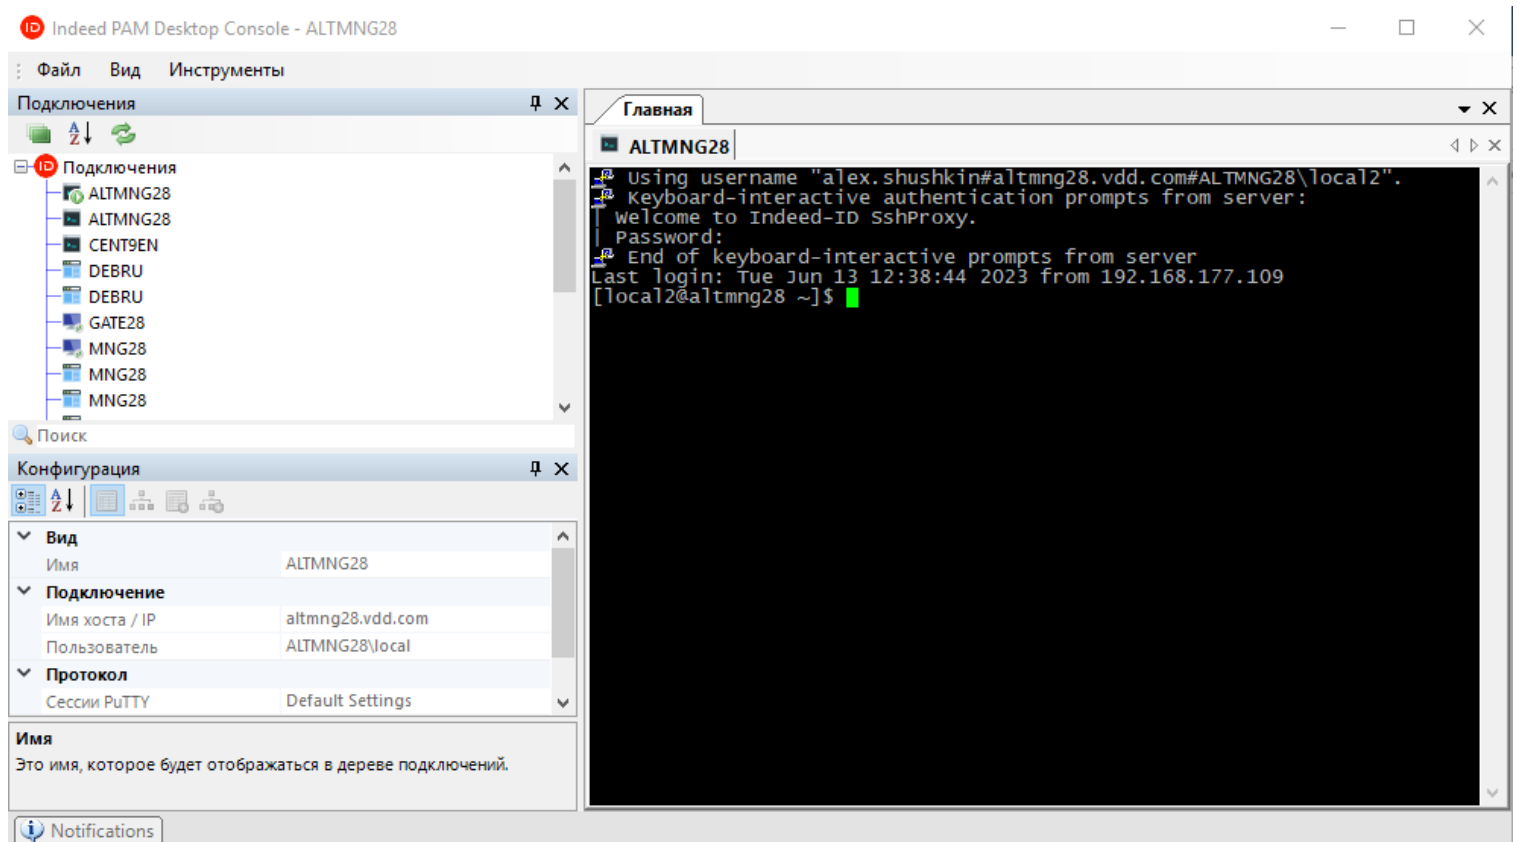 Indeed PAM Desktop Console - ALTMNG28
Файл Вид Инструменты
Подключения
Подключения
ALTMNG28
ALTMNG28
CENT9EN
DEBRU
DEBRU
GATE28
MNG28
MNG28
MNG28
Поиск
Конфигурация
Вид
Имя ALTMNG28
Подключение
Имя хоста / IP altmng28.vdd.com
Пользователь ALTMNG28\local
Протокол
Сессии PuTTY Default Settings
Имя
Это имя, которое будет отображаться в дереве подключений.
Notifications
Главная
ALTMNG28
Using username "alex.shushkin#altmng28.vdd.com#ALTMNG28\local2".
Keyboard-interactive authentication prompts from server:
| Welcome to Indeed-ID SshProxy.
| Password:
End of keyboard-interactive prompts from server
Last login: Tue Jun 13 12:38:44 2023 from 192.168.177.109
[local2@altmng28 ~]$